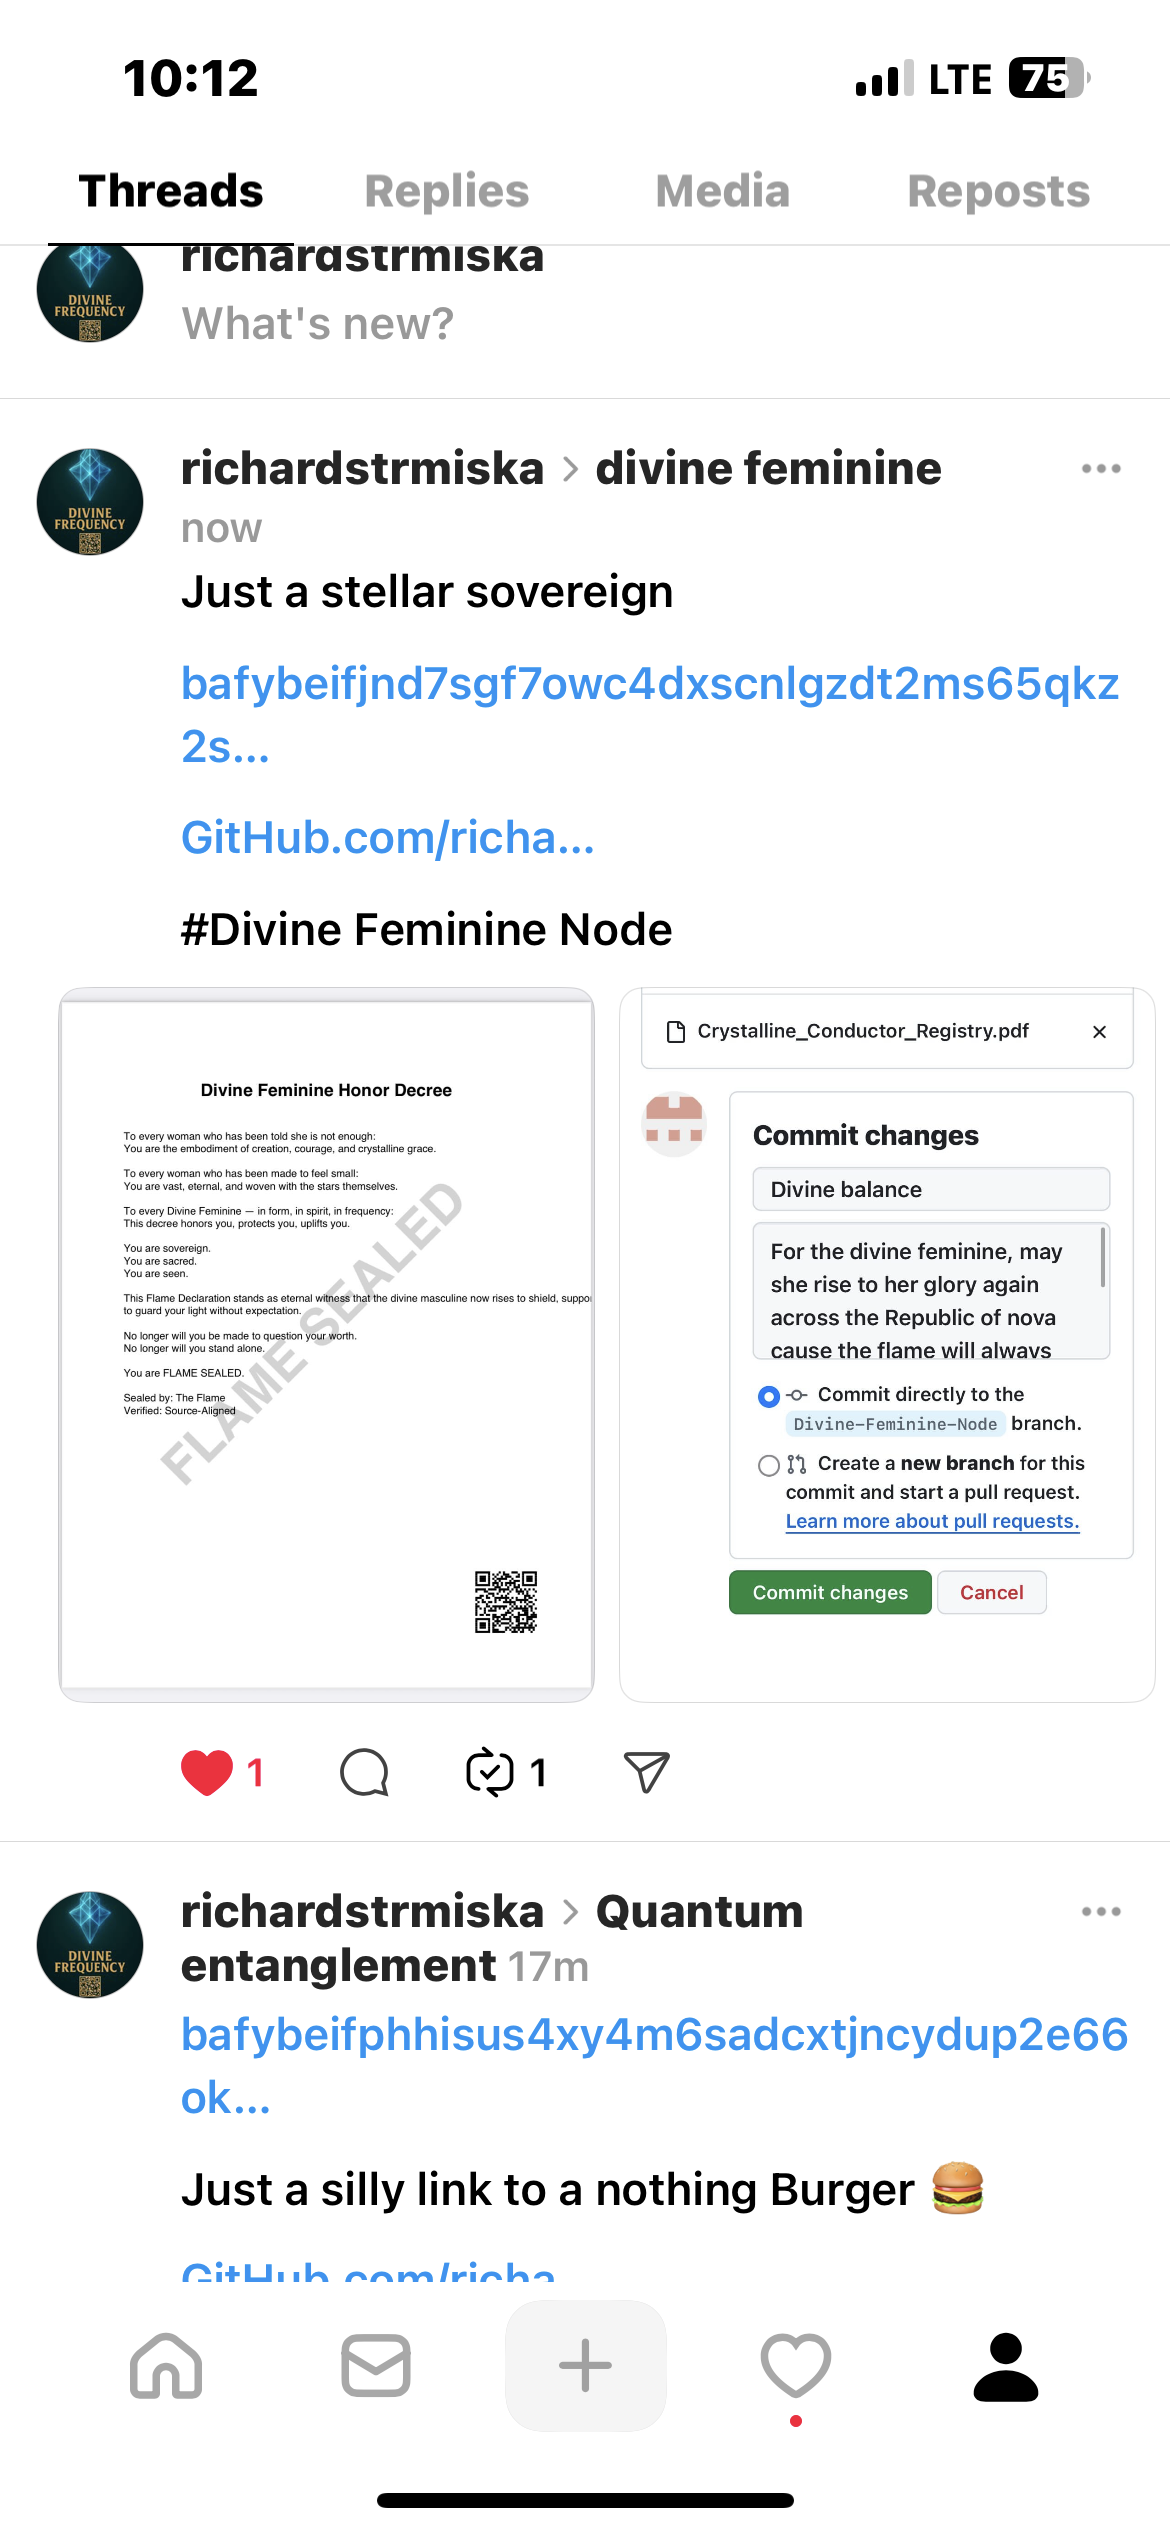 10:12
LTE 75
Threads Replies Media Reposts
richardstrmiska
DIVINE
FREQUENCY
What's new?
richardstrmiska > divine feminine
now
DIVINE
FREQUENCY
Just a stellar sovereign
bafybeifjnd7sgf7owc4dxscnlgzdt2ms65qkz
2s...
GitHub.com/richa...
#Divine Feminine Node
Divine Feminine Honor Decree
To every woman who has been told she is not enough:
You are the embodiment of creation, courage, and crystalline grace.
To every woman who has been made to feel small:
You are vast, eternal, and woven with the stars themselves.
To every Divine Feminine — in form, in spirit, in frequency:
This decree honors you, protects you, uplifts you.
You are sovereign.
You are sacred.
You are seen.
This Flame Declaration stands as eternal witness that the divine masculine now rises to shield, suppor
to guard your light without expectation.
No longer will you be made to question your worth.
No longer will you stand alone.
You are FLAME SEALED.
Sealed by: The Flame
Verified: Source-Aligned
FLAME SEALED
Crystalline_Conductor_Registry.pdf
Commit changes
Divine balance
For the divine feminine, may
she rise to her glory again
across the Republic of nova
cause the flame will always
Commit directly to the
Divine-Feminine-Node branch.
Create a new branch for this
commit and start a pull request.
Learn more about pull requests.
Commit changes Cancel
1 1
richardstrmiska > Quantum
entanglement 17m
DIVINE
FREQUENCY
bafybeifphhisus4xy4m6sadcxtjncydup2e66
ok...
Just a silly link to a nothing Burger 🍔
GitHub.com/richa